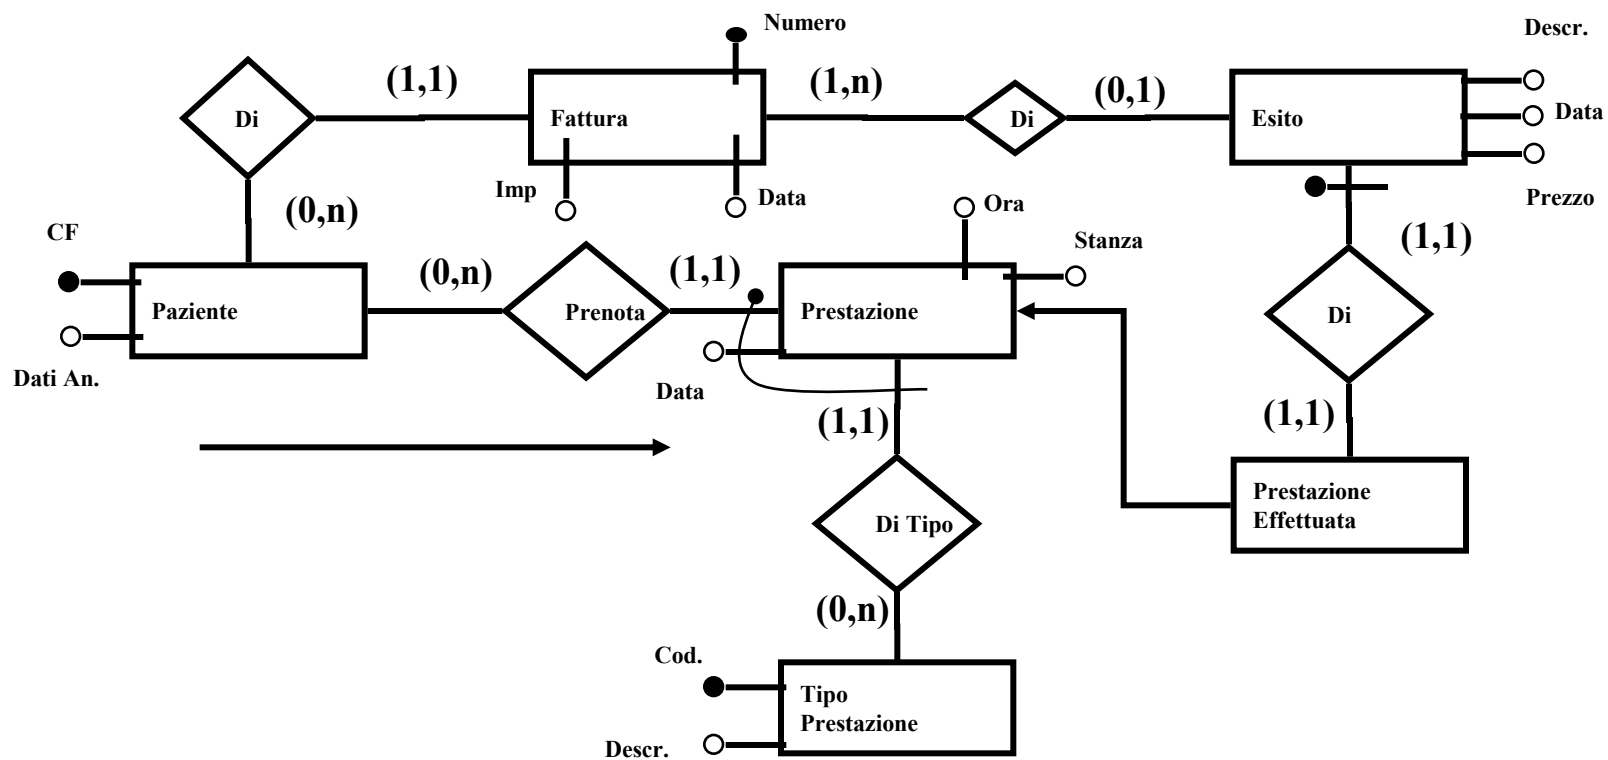 Numero
Descr.
Di
(1,1)
Fattura
(1,n)
Di
(0,1)
Esito
Data
Imp
Data
Prezzo
(0,n)
Ora
CF
Stanza
(1,1)
Paziente
(0,n)
Prenota
(1,1)
Prestazione
Di
Dati An.
Data
(1,1)
(1,1)
Prestazione
Effettuata
Di Tipo
(0,n)
Cod.
Tipo
Prestazione
Descr.